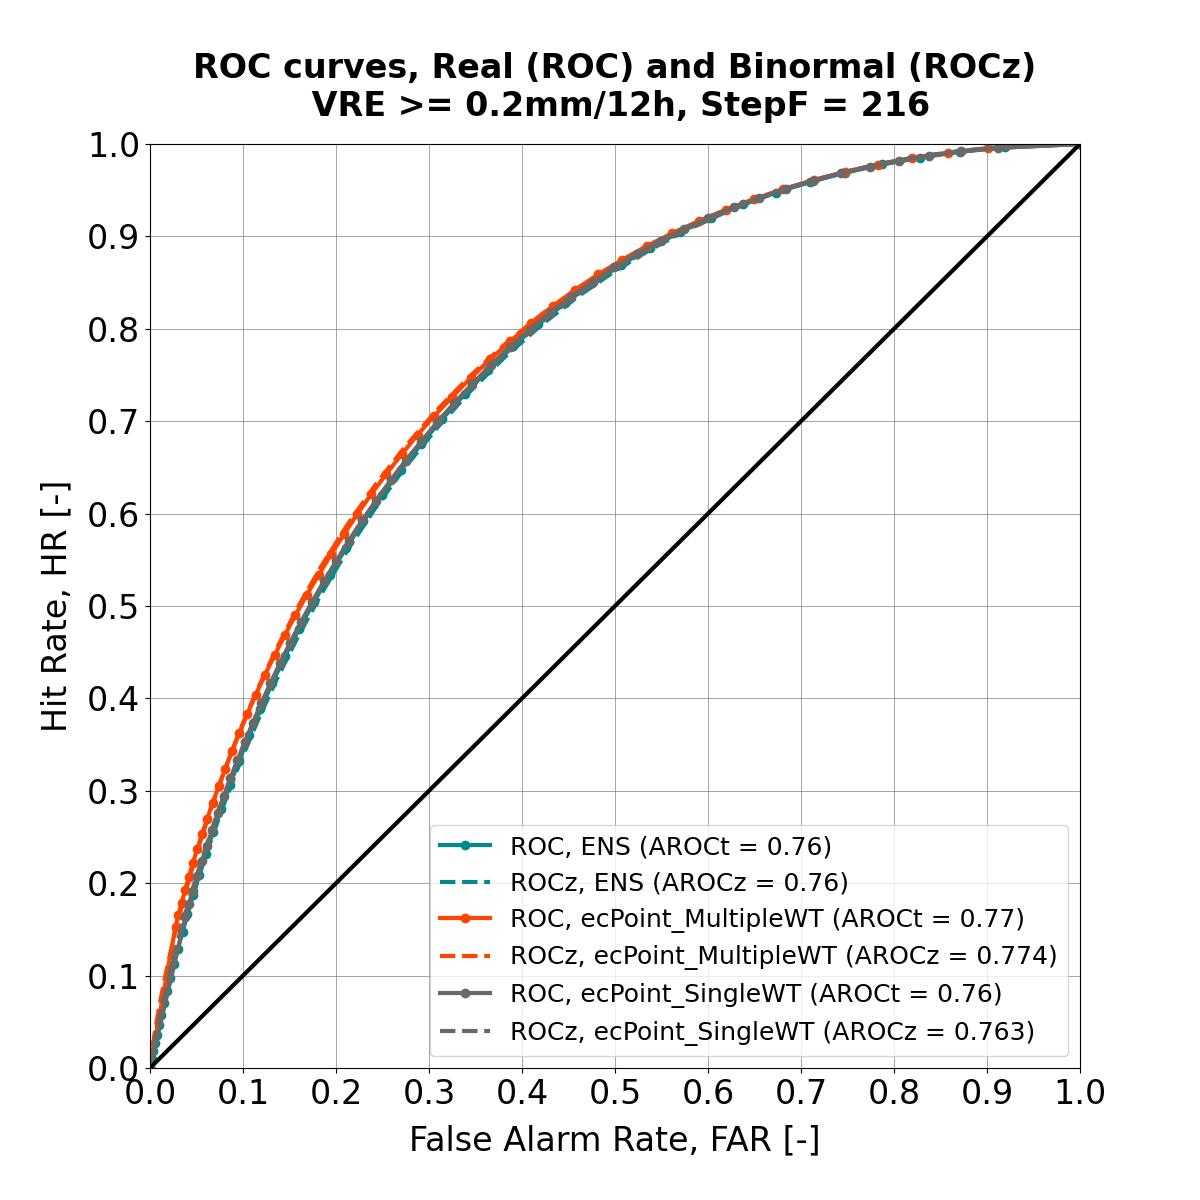 ROC curves, Real (ROC) and Binormal (ROCz)
VRE >= 0.2mm/12h, StepF = 216
1.0
0.9
0.8
0.7
0.6
0.5
0.4
0.3
0.2
0.1
0.0
Hit Rate, HR [-]
ROC, ENS (AROCt = 0.76)
ROCz, ENS (AROCz = 0.76)
ROC, ecPoint_MultipleWT (AROCt = 0.77)
ROCz, ecPoint_MultipleWT (AROCz = 0.774)
ROC, ecPoint_SingleWT (AROCt = 0.76)
ROCz, ecPoint_SingleWT (AROCz = 0.763)
0.0 0.1 0.2 0.3 0.4 0.5 0.6 0.7 0.8 0.9 1.0
False Alarm Rate, FAR [-]